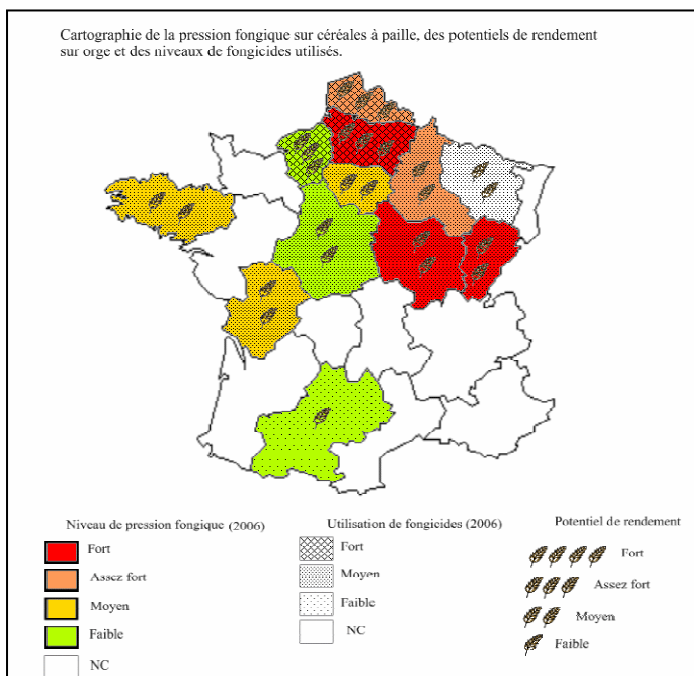 Cartographie de la pression fongique sur céréales à paille, des potentiels de rendement
sur orge et des niveaux de fongicides utilisés.
Niveau de pression fongique (2006)
Fort
Assez fort
Moyen
Faible
NC
Utilisation de fongicides (2006)
Fort
Moyen
Faible
NC
Potentiel de rendement
Fort
Assez fort
Moyen
Faible